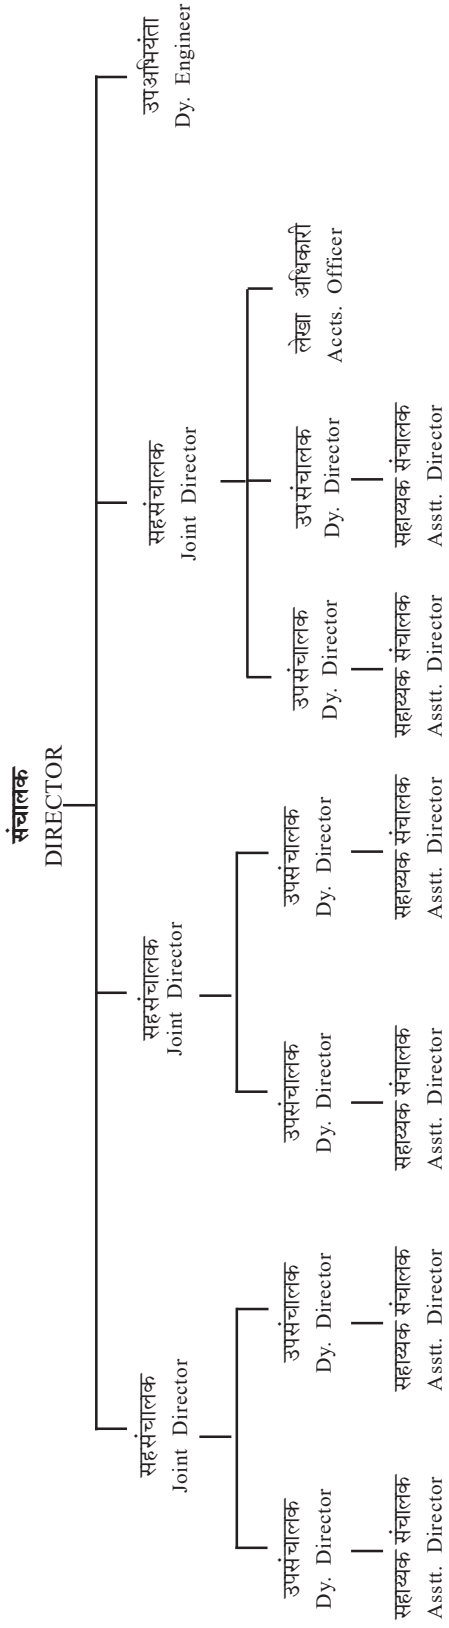 संचालक
DIRECTOR
सहसंचालक
Joint Director
सहसंचालक
Joint Director
सहसंचालक
Joint Director
उपअभियंता
Dy. Engineer
उपसंचालक
Dy. Director
उपसंचालक
Dy. Director
उपसंचालक
Dy. Director
उपसंचालक
Dy. Director
उपसंचालक
Dy. Director
उपसंचालक
Dy. Director
लेखा अधिकारी
Accts. Officer
सहाय्यक संचालक
Asstt. Director
सहाय्यक संचालक
Asstt. Director
सहाय्यक संचालक
Asstt. Director
सहाय्यक संचालक
Asstt. Director
सहाय्यक संचालक
Asstt. Director
सहाय्यक संचालक
Asstt. Director